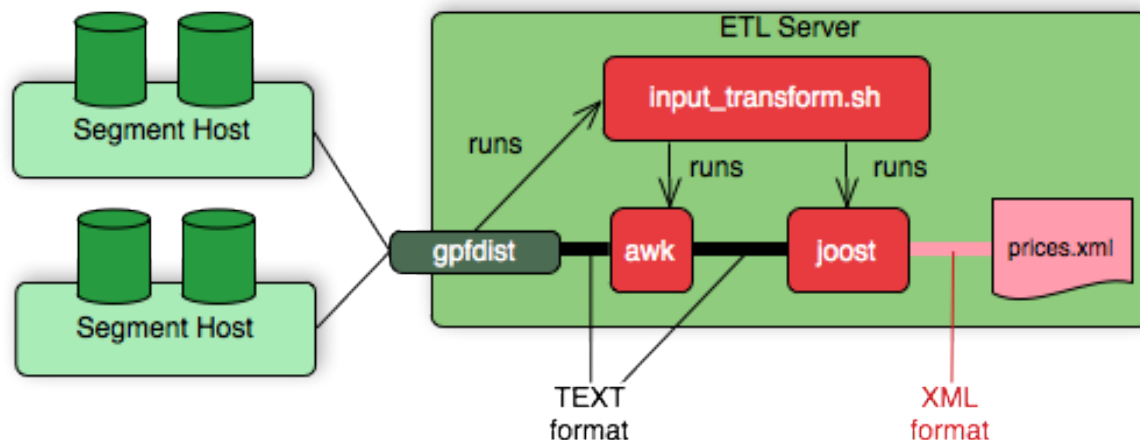 ETL Server
input_transform.sh
Segment Host
runs
runs
runs
gpfdist
awk
joost
prices.xml
Segment Host
TEXT
format
XML
format